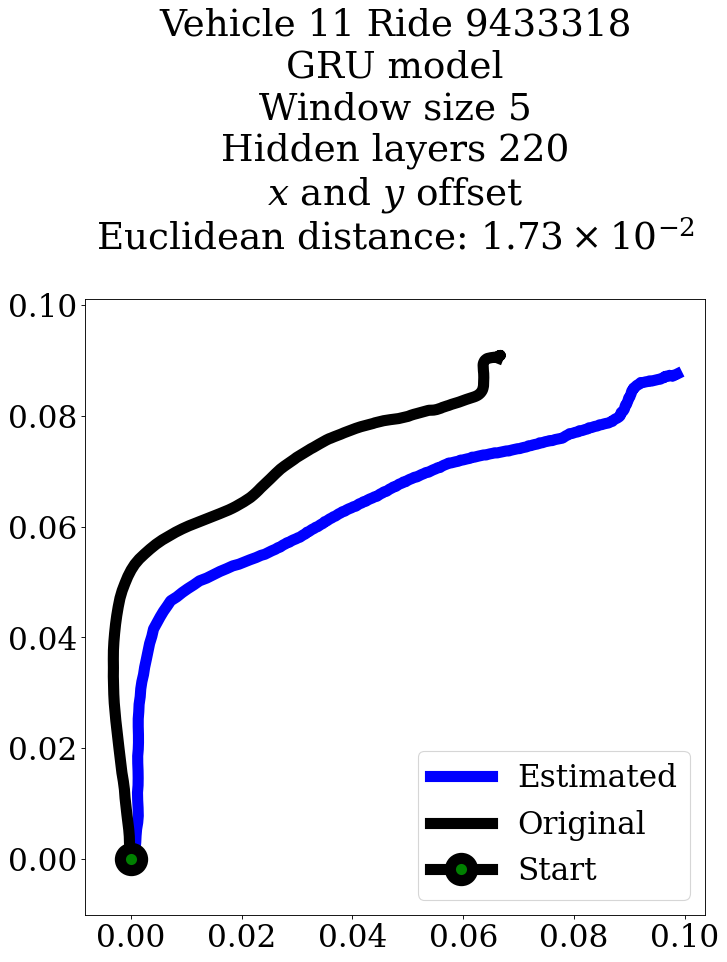 Vehicle 11 Ride 9433318
GRU model
Window size 5
Hidden layers 220
x and y offset
Euclidean distance: 1.73 × 10⁻²
0.10
0.08
0.06
0.04
0.02
0.00
Estimated
Original
Start
0.00 0.02 0.04 0.06 0.08 0.10